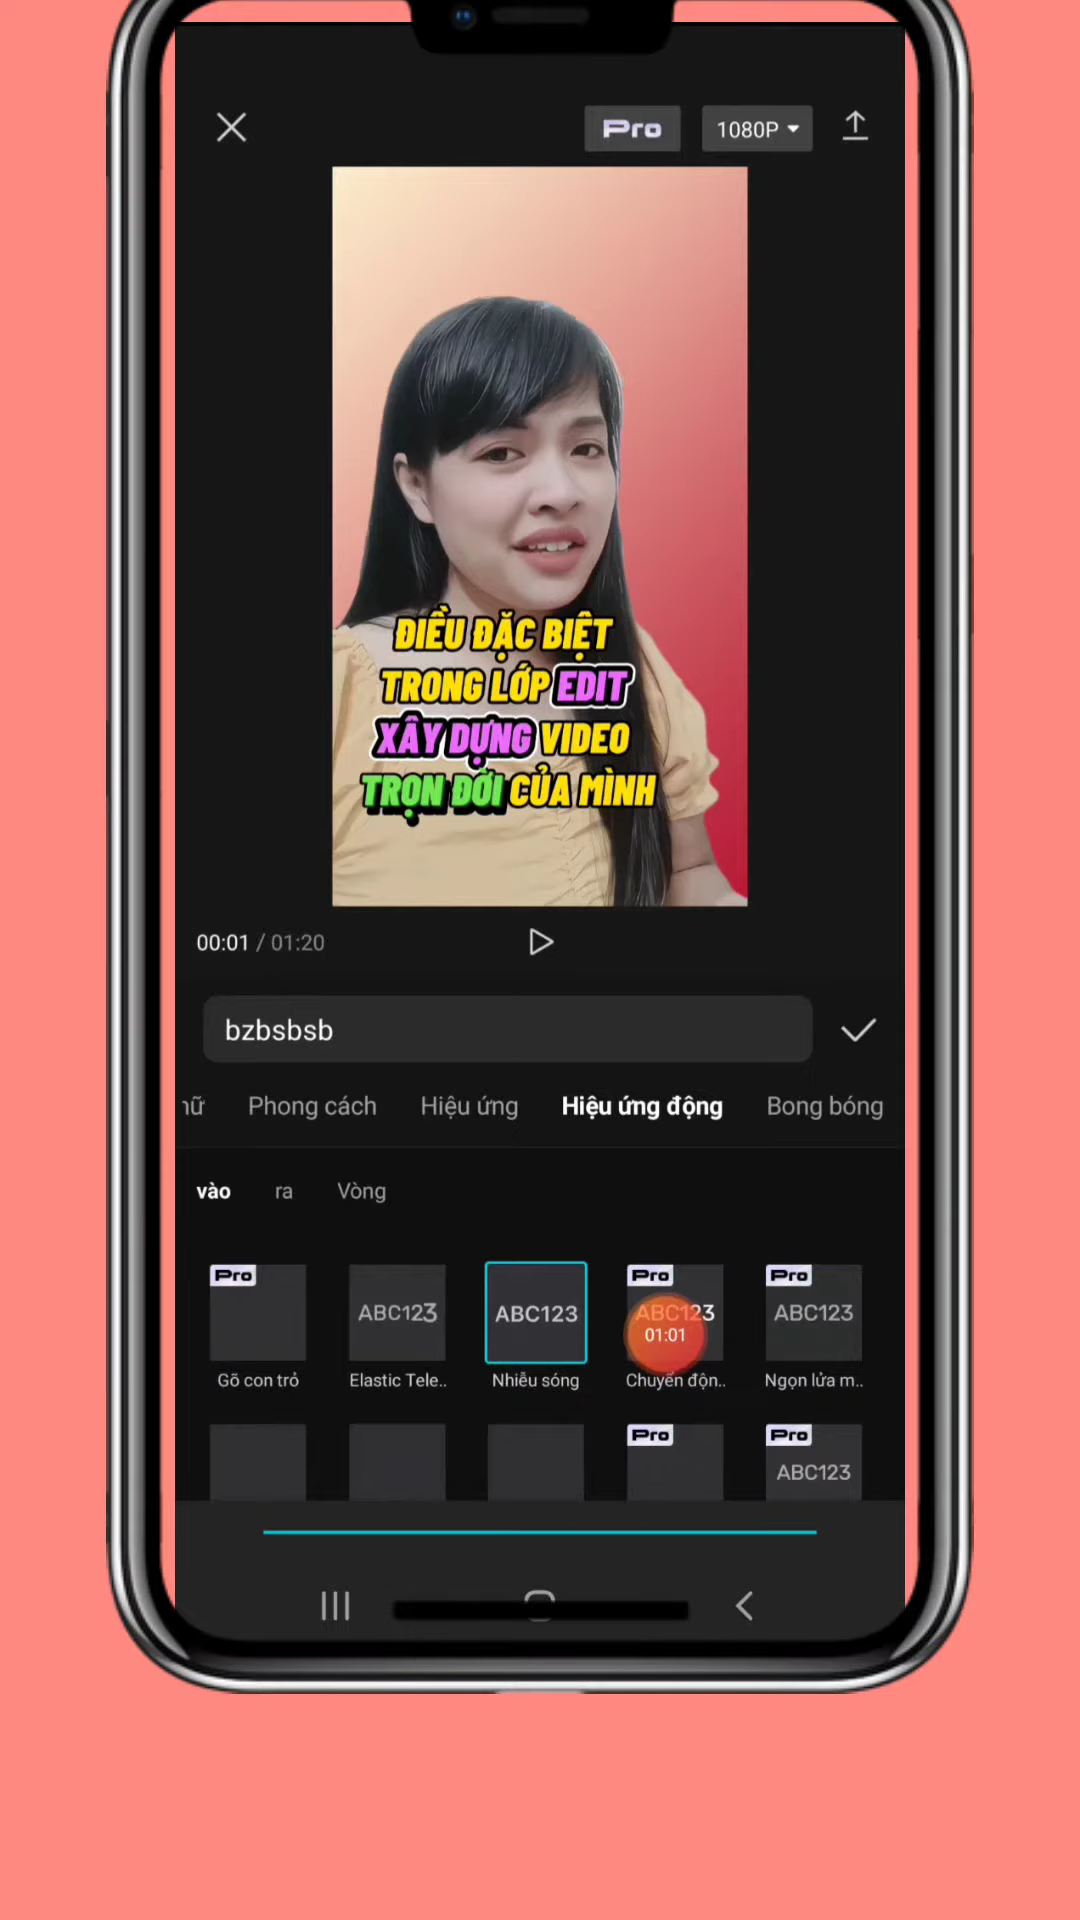 Pro
1080P
ĐIỀU ĐẶC BIỆT
TRONG LỚP EDIT
XÂY DỰNG VIDEO
TRỌN ĐỜI CỦA MÌNH
00:01 / 01:20
bzbsbsb
Phong cách
Hiệu ứng
Hiệu ứng động
Bong bóng
vào
ra
Vòng
Pro
Gõ con trỏ
ABC123
Elastic Tele..
ABC123
Nhiễu sóng
Pro
ABC123
01:01
Chuyển độn..
Pro
ABC123
Ngọn lửa m..
Pro
Pro
ABC123